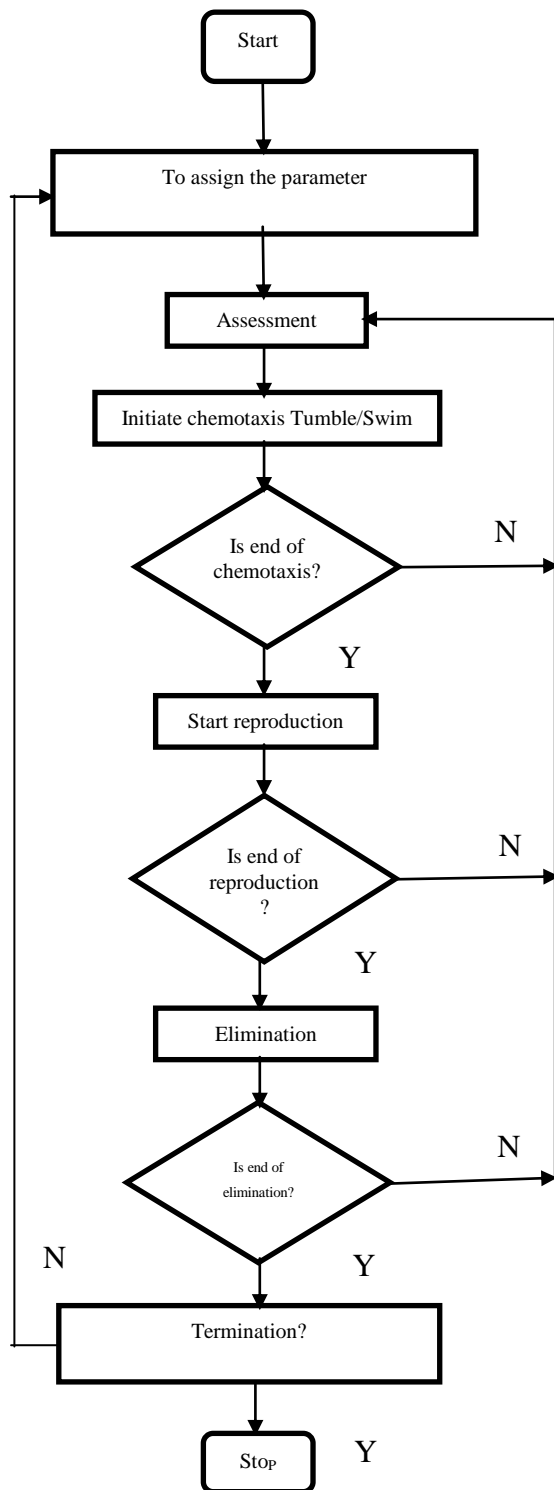 Start
To assign the parameter
Assessment
Initiate chemotaxis Tumble/Swim
Is end of
chemotaxis?
N
Y
Start reproduction
Is end of
reproduction
?
N
Y
Elimination
Is end of
elimination?
N
N
Y
Termination?
Stop
Y